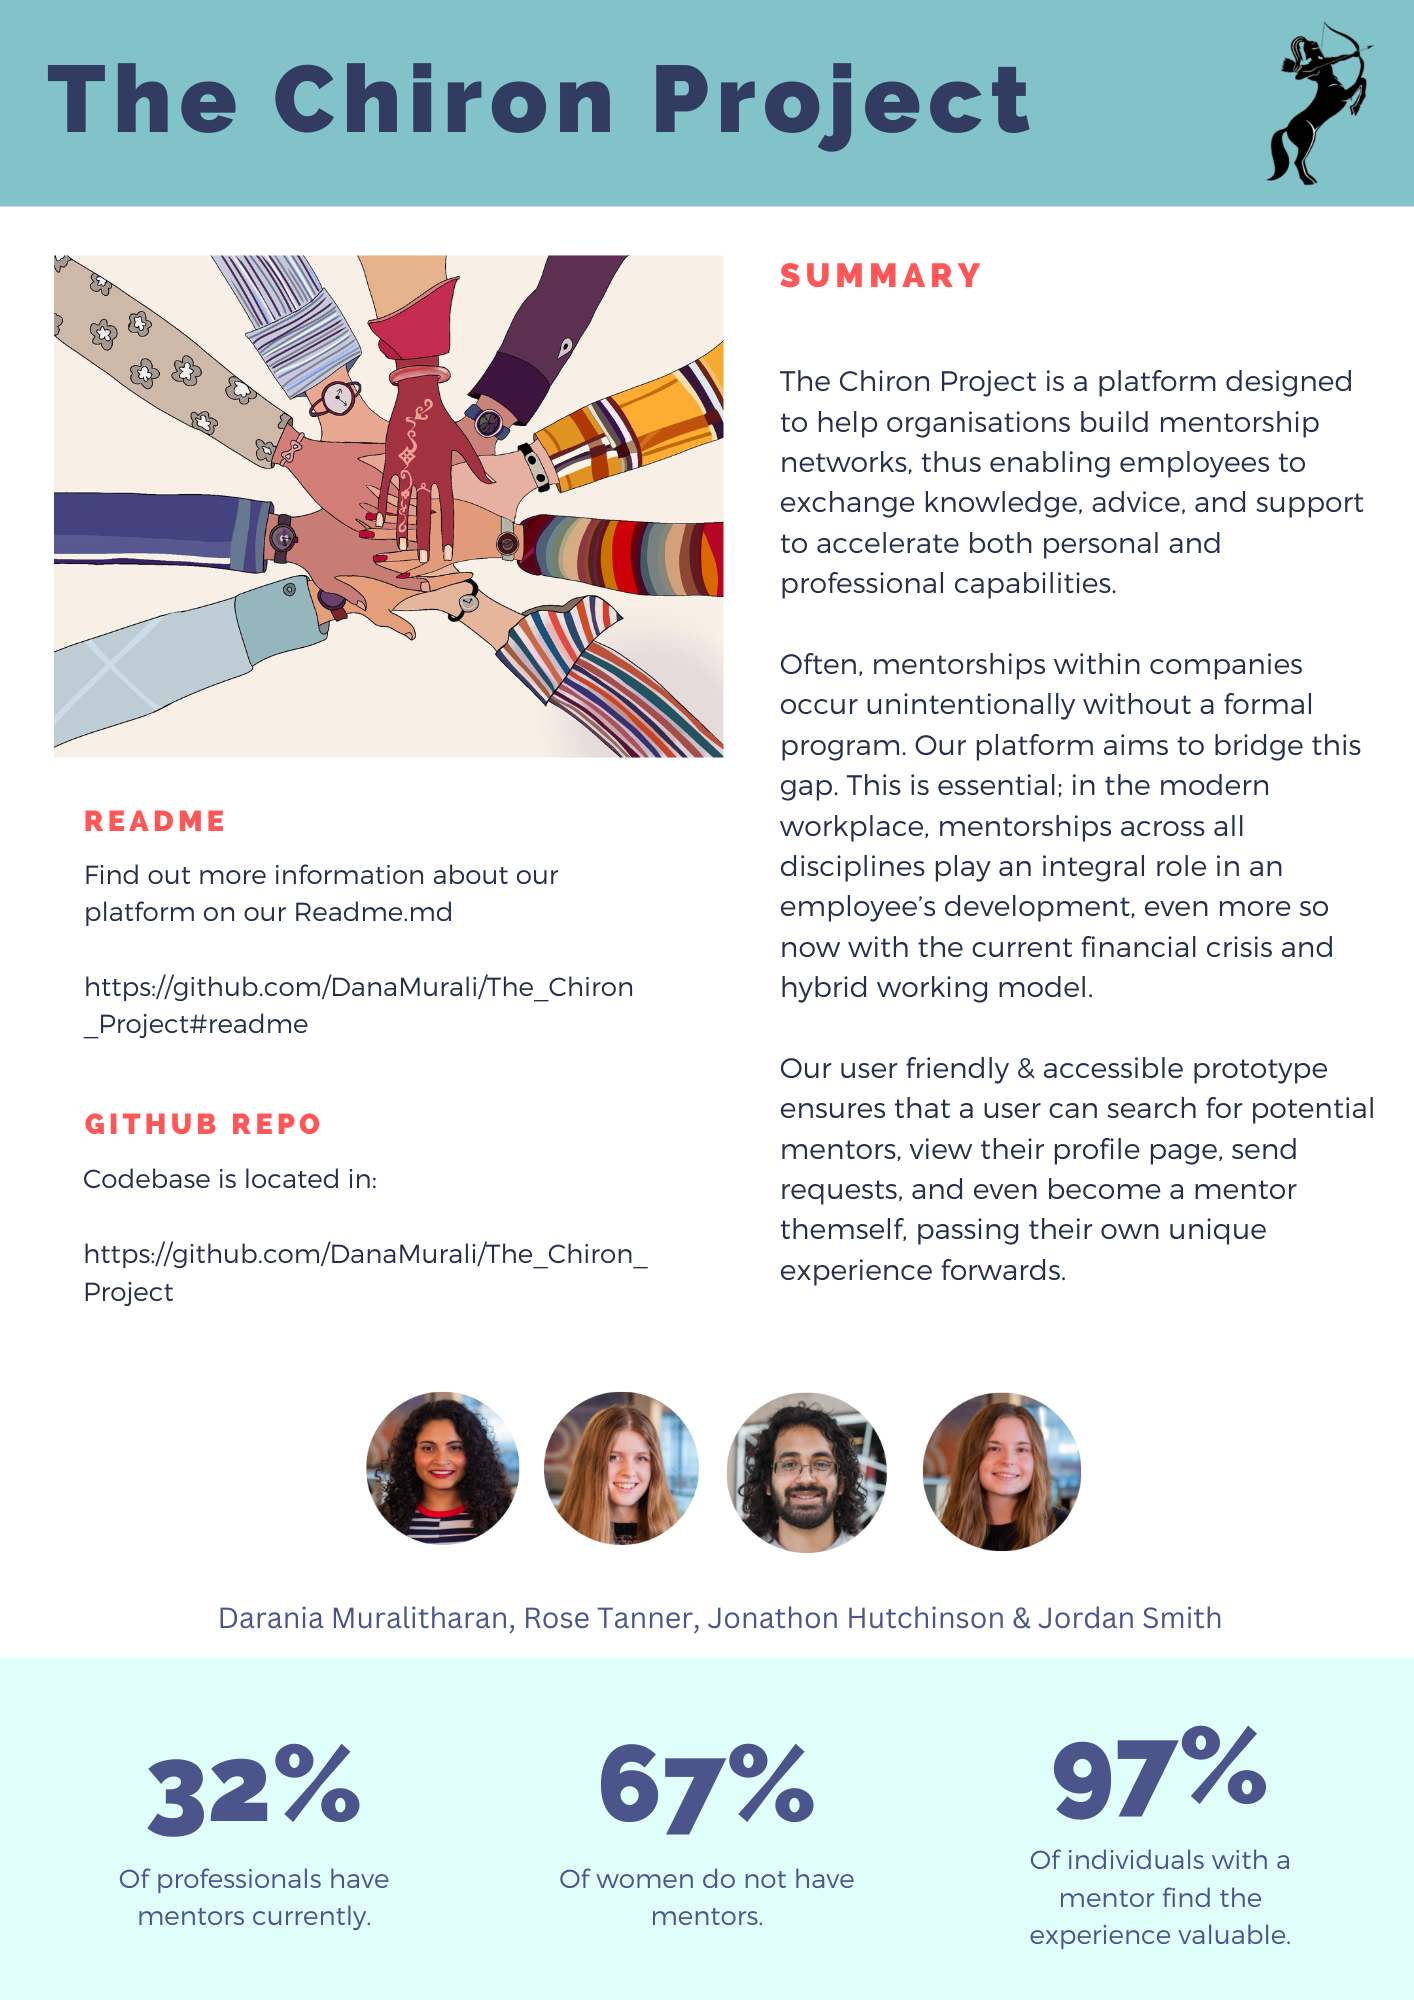 The Chiron Project
SUMMARY
The Chiron Project is a platform designed
to help organisations build mentorship
networks, thus enabling employees to
exchange knowledge, advice, and support
to accelerate both personal and
professional capabilities.
Often, mentorships within companies
occur unintentionally without a formal
program. Our platform aims to bridge this
gap. This is essential; in the modern
workplace, mentorships across all
disciplines play an integral role in an
employee’s development, even more so
now with the current financial crisis and
hybrid working model.
Our user friendly & accessible prototype
ensures that a user can search for potential
mentors, view their profile page, send
requests, and even become a mentor
themself, passing their own unique
experience forwards.
README
Find out more information about our
platform on our Readme.md
https://github.com/DanaMurali/The_Chiron
_Project#readme
GITHUB REPO
Codebase is located in:
https://github.com/DanaMurali/The_Chiron_
Project
Darania Muralitharan, Rose Tanner, Jonathon Hutchinson & Jordan Smith
32%
Of professionals have
mentors currently.
67%
Of women do not have
mentors.
97%
Of individuals with a
mentor find the
experience valuable.